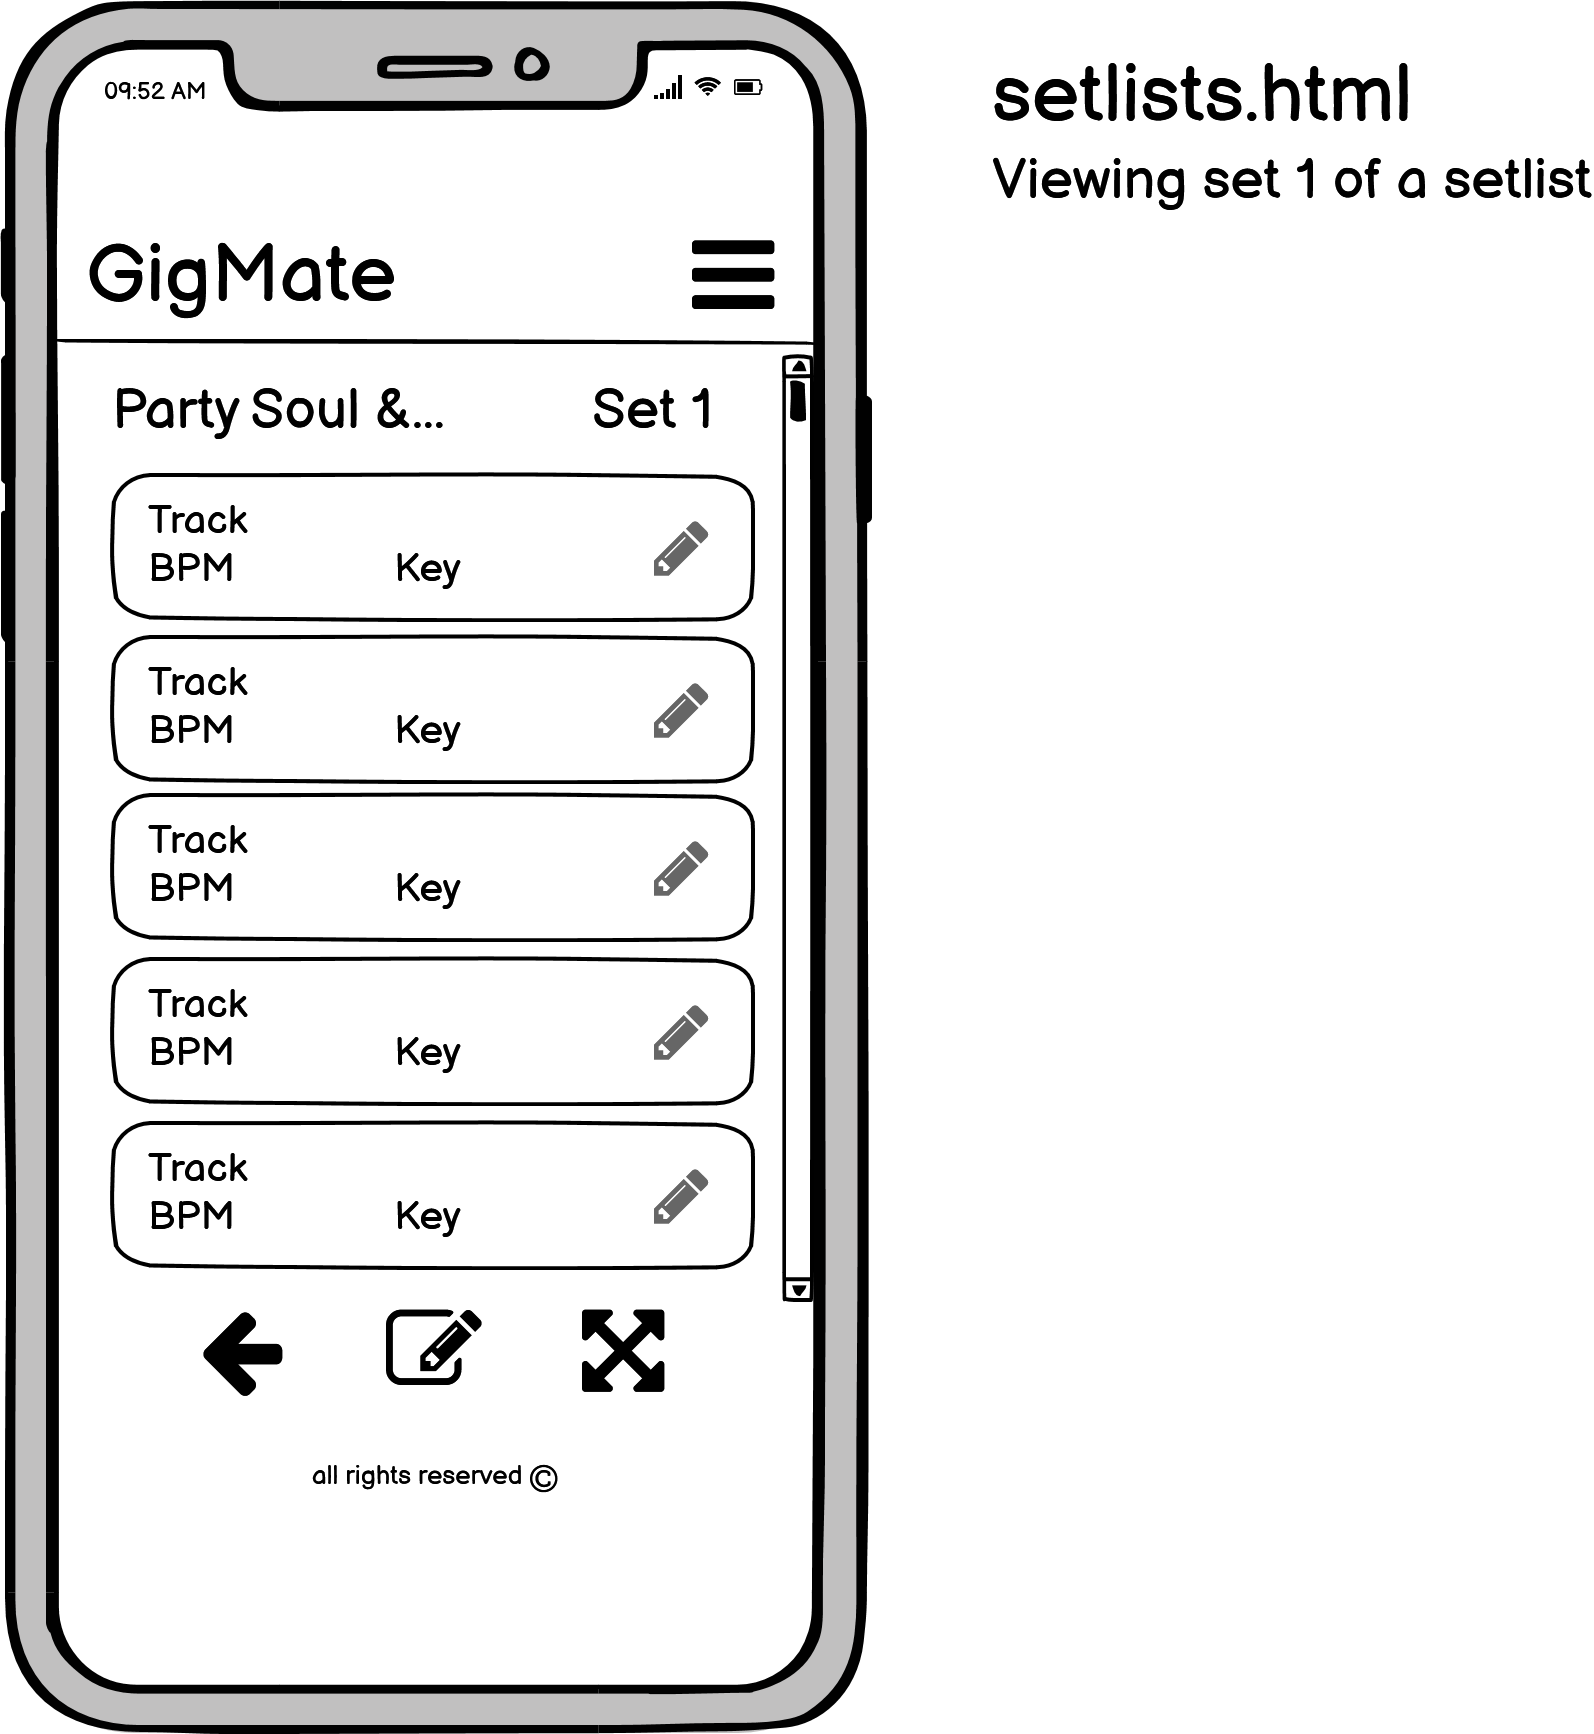 09:52 AM
setlists.html
Viewing set 1 of a setlist
GigMate
Party Soul &... Set 1
Track
BPM Key
Track
BPM Key
Track
BPM Key
Track
BPM Key
Track
BPM Key
all rights reserved ©